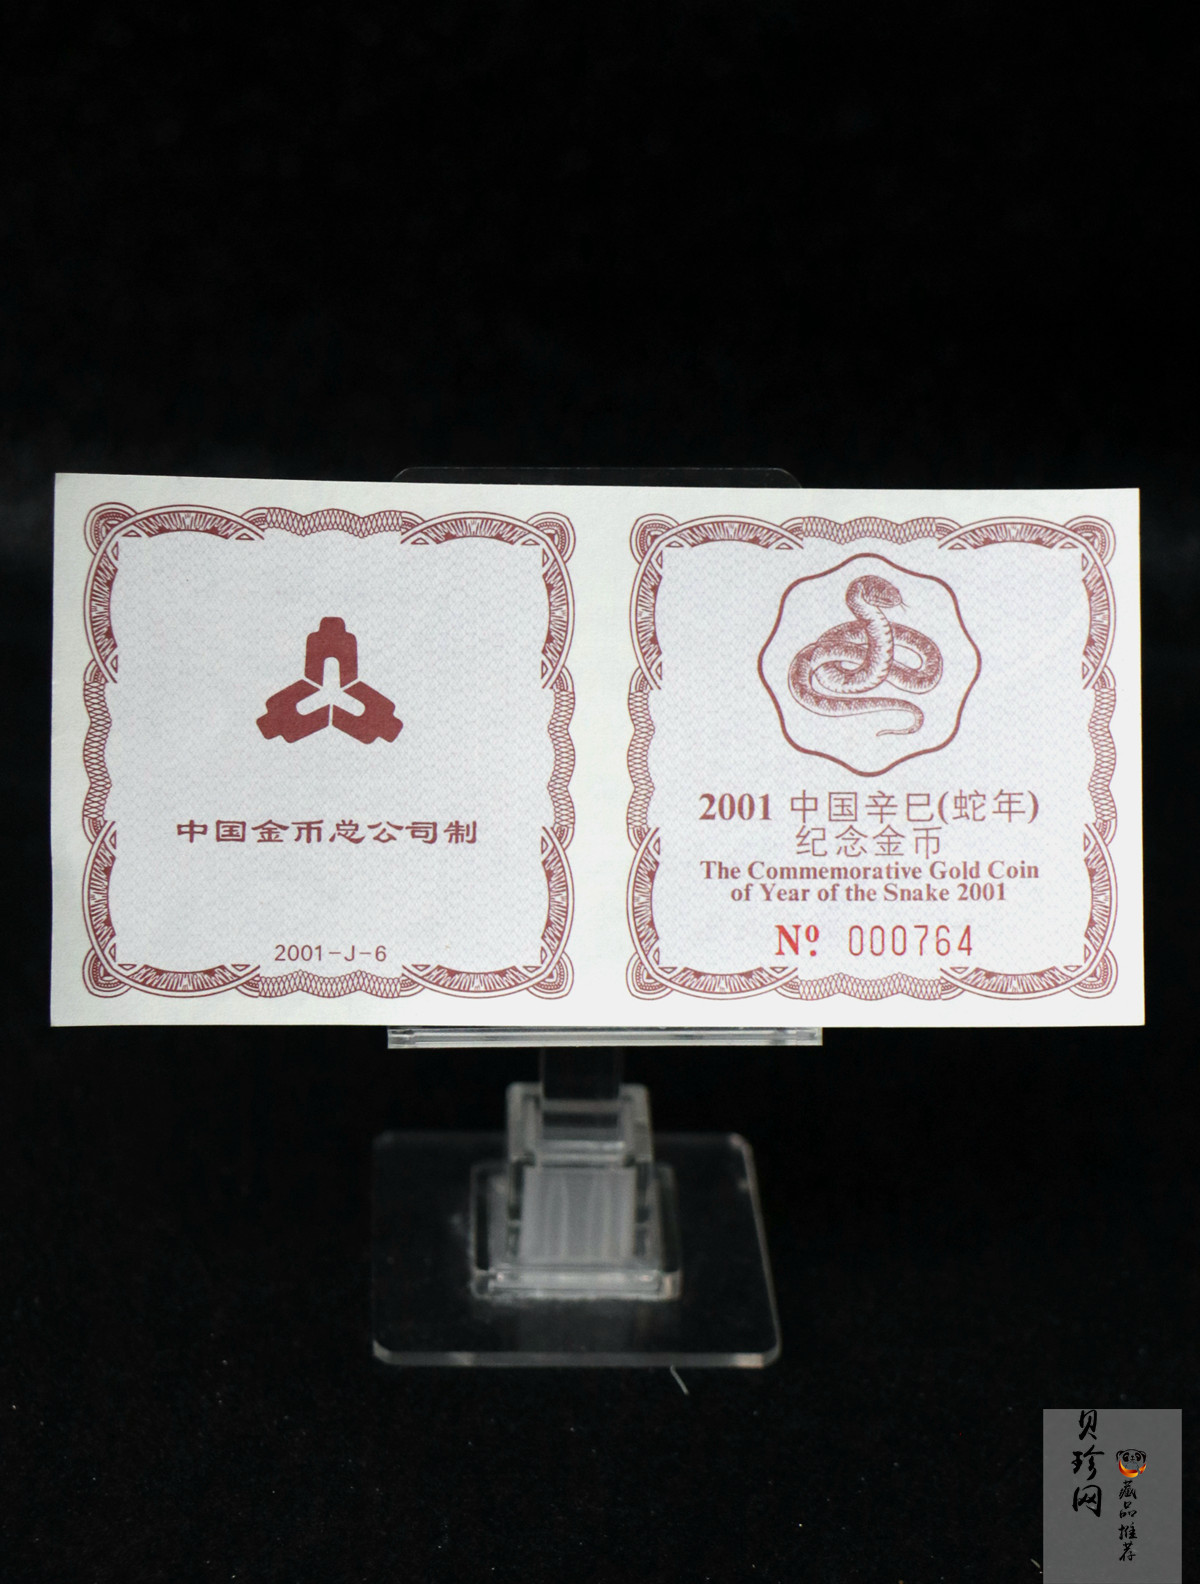 中国金币总公司制
2001-J-6
2001 中国辛巳(蛇年)
纪念金币
The Commemorative Gold Coin
of Year of the Snake 2001
Nº. 000764
贝珍网
藏品推荐